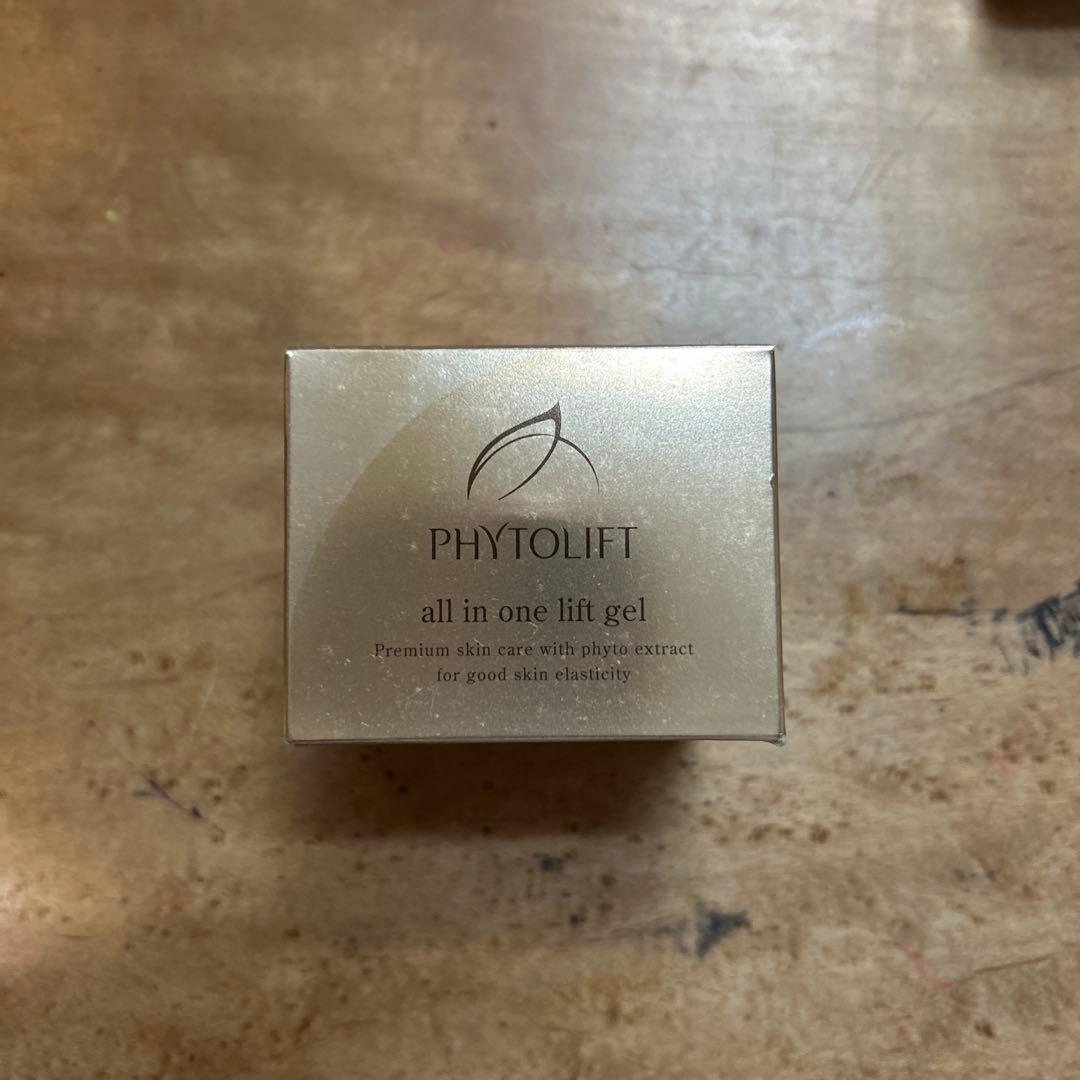 PHYTOLIFT
all in one lift gel
Premium skin care with phyto extract
for good skin elasticity